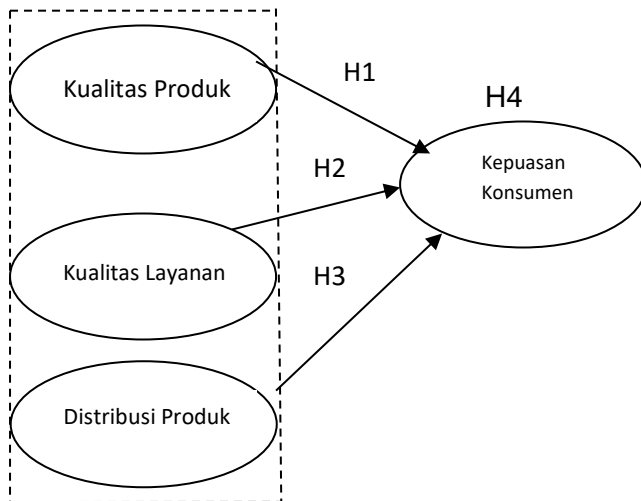 Kualitas Produk
H1
H4
Kepuasan
Konsumen
H2
Kualitas Layanan
H3
Distribusi Produk